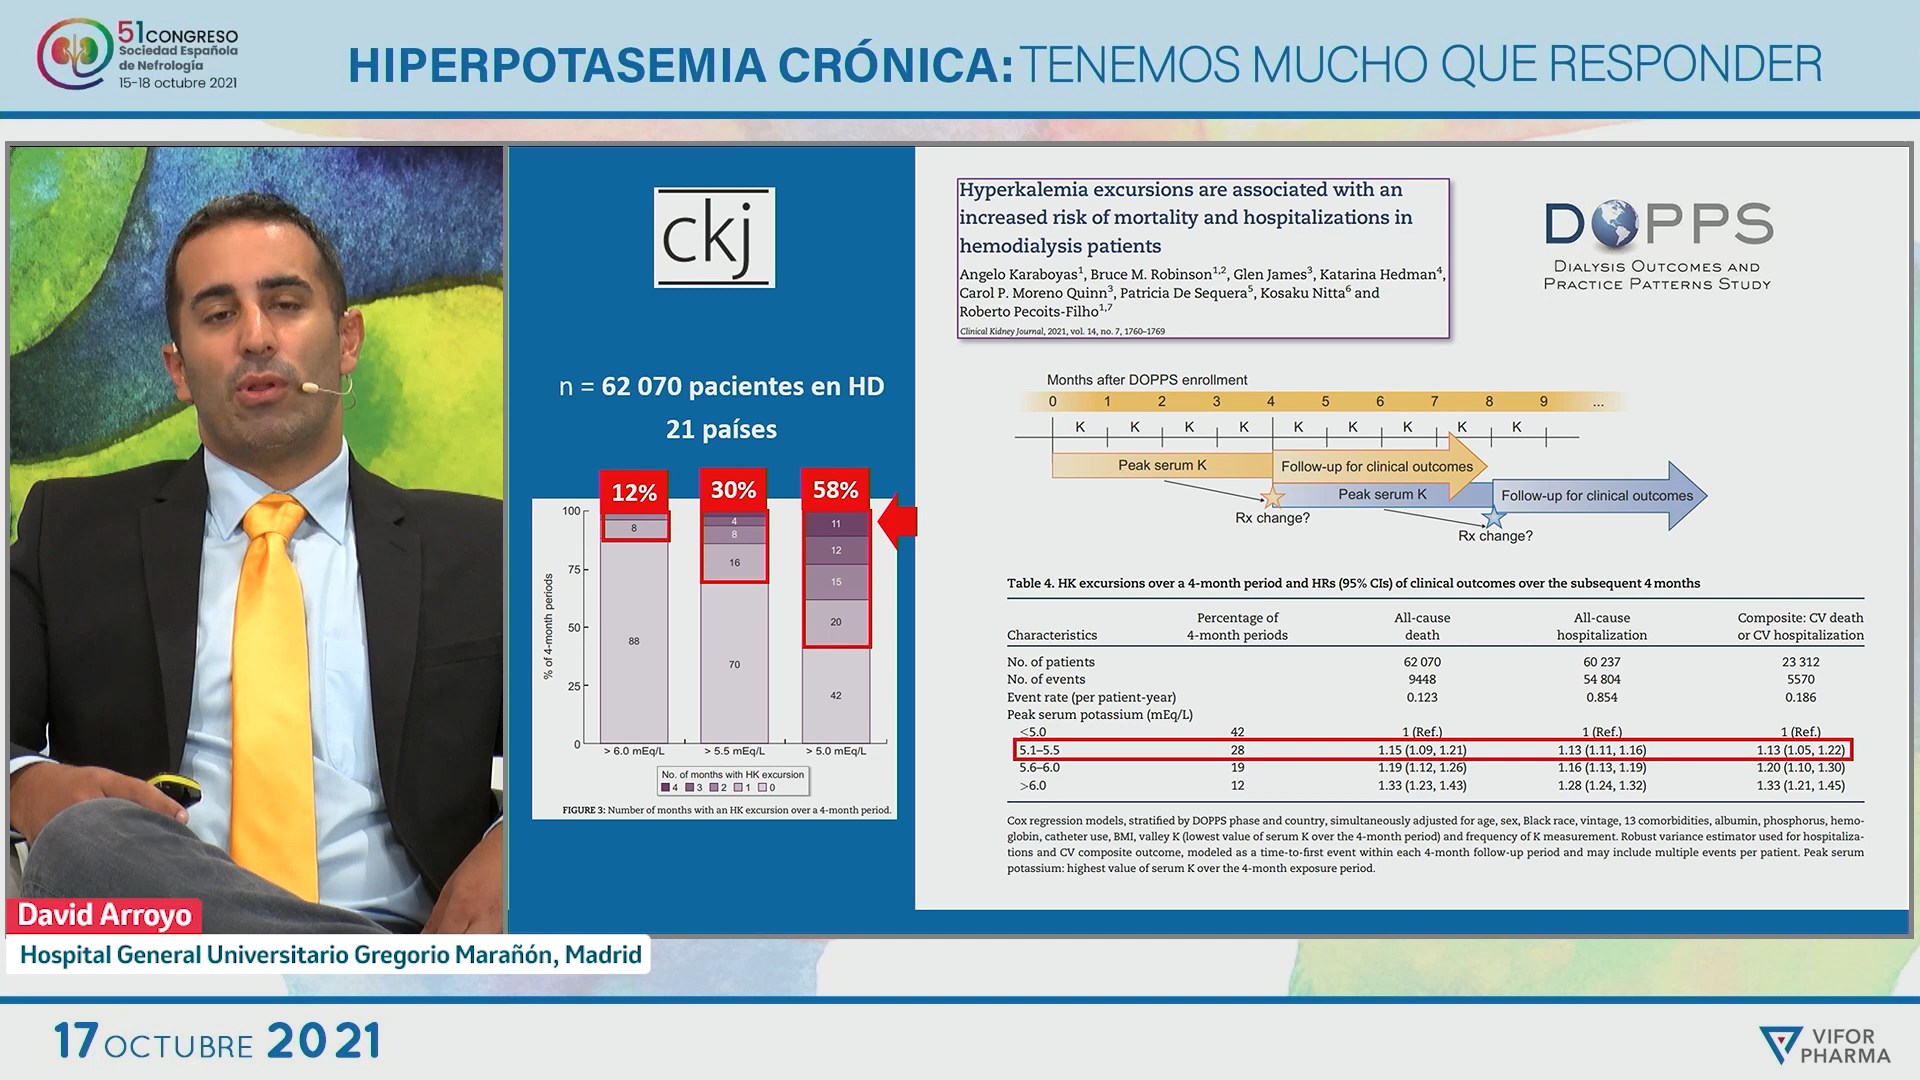 51 CONGRESO
Sociedad Española
de Nefrología
15-18 octubre 2021
HIPERPOTASEMIA CRÓNICA: TENEMOS MUCHO QUE RESPONDER
ckj
n = 62 070 pacientes en HD
21 países
12%
30%
58%
% of 4-month periods
100
75
50
25
0
8
88
4
8
16
70
11
12
15
20
42
> 6.0 mEq/L
> 5.5 mEq/L
> 5.0 mEq/L
No. of months with HK excursion
4 3 2 1 0
FIGURE 3: Number of months with an HK excursion over a 4-month period.
Hyperkalemia excursions are associated with an
increased risk of mortality and hospitalizations in
hemodialysis patients
Angelo Karaboyas1, Bruce M. Robinson1,2, Glen James3, Katarina Hedman4,
Carol P. Moreno Quinn3, Patricia De Sequera5, Kosaku Nitta6 and
Roberto Pecoits-Filho1,7
Clinical Kidney Journal, 2021, vol. 14, no. 7, 1760–1769
DOPPS
DIALYSIS OUTCOMES AND
PRACTICE PATTERNS STUDY
Months after DOPPS enrollment
0 1 2 3 4 5 6 7 8 9 ...
K K K K K K K K K
Peak serum K
Follow-up for clinical outcomes
Peak serum K
Follow-up for clinical outcomes
Rx change?
Rx change?
Table 4. HK excursions over a 4-month period and HRs (95% CIs) of clinical outcomes over the subsequent 4 months
Percentage of All-cause All-cause Composite: CV death
Characteristics 4-month periods death hospitalization or CV hospitalization
No. of patients 62 070 60 237 23 312
No. of events 9448 54 804 5570
Event rate (per patient-year) 0.123 0.854 0.186
Peak serum potassium (mEq/L)
<5.0 42 1 (Ref.) 1 (Ref.) 1 (Ref.)
5.1–5.5 28 1.15 (1.09, 1.21) 1.13 (1.11, 1.16) 1.13 (1.05, 1.22)
5.6–6.0 19 1.19 (1.12, 1.26) 1.16 (1.13, 1.19) 1.20 (1.10, 1.30)
>6.0 12 1.33 (1.23, 1.43) 1.28 (1.24, 1.32) 1.33 (1.21, 1.45)
Cox regression models, stratified by DOPPS phase and country, simultaneously adjusted for age, sex, Black race, vintage, 13 comorbidities, albumin, phosphorus, hemo-
globin, catheter use, BMI, valley K (lowest value of serum K over the 4-month period) and frequency of K measurement. Robust variance estimator used for hospitaliza-
tions and CV composite outcome, modeled as a time-to-first event within each 4-month follow-up period and may include multiple events per patient. Peak serum
potassium: highest value of serum K over the 4-month exposure period.
David Arroyo
Hospital General Universitario Gregorio Marañón, Madrid
17 OCTUBRE 2021
VIFOR
PHARMA